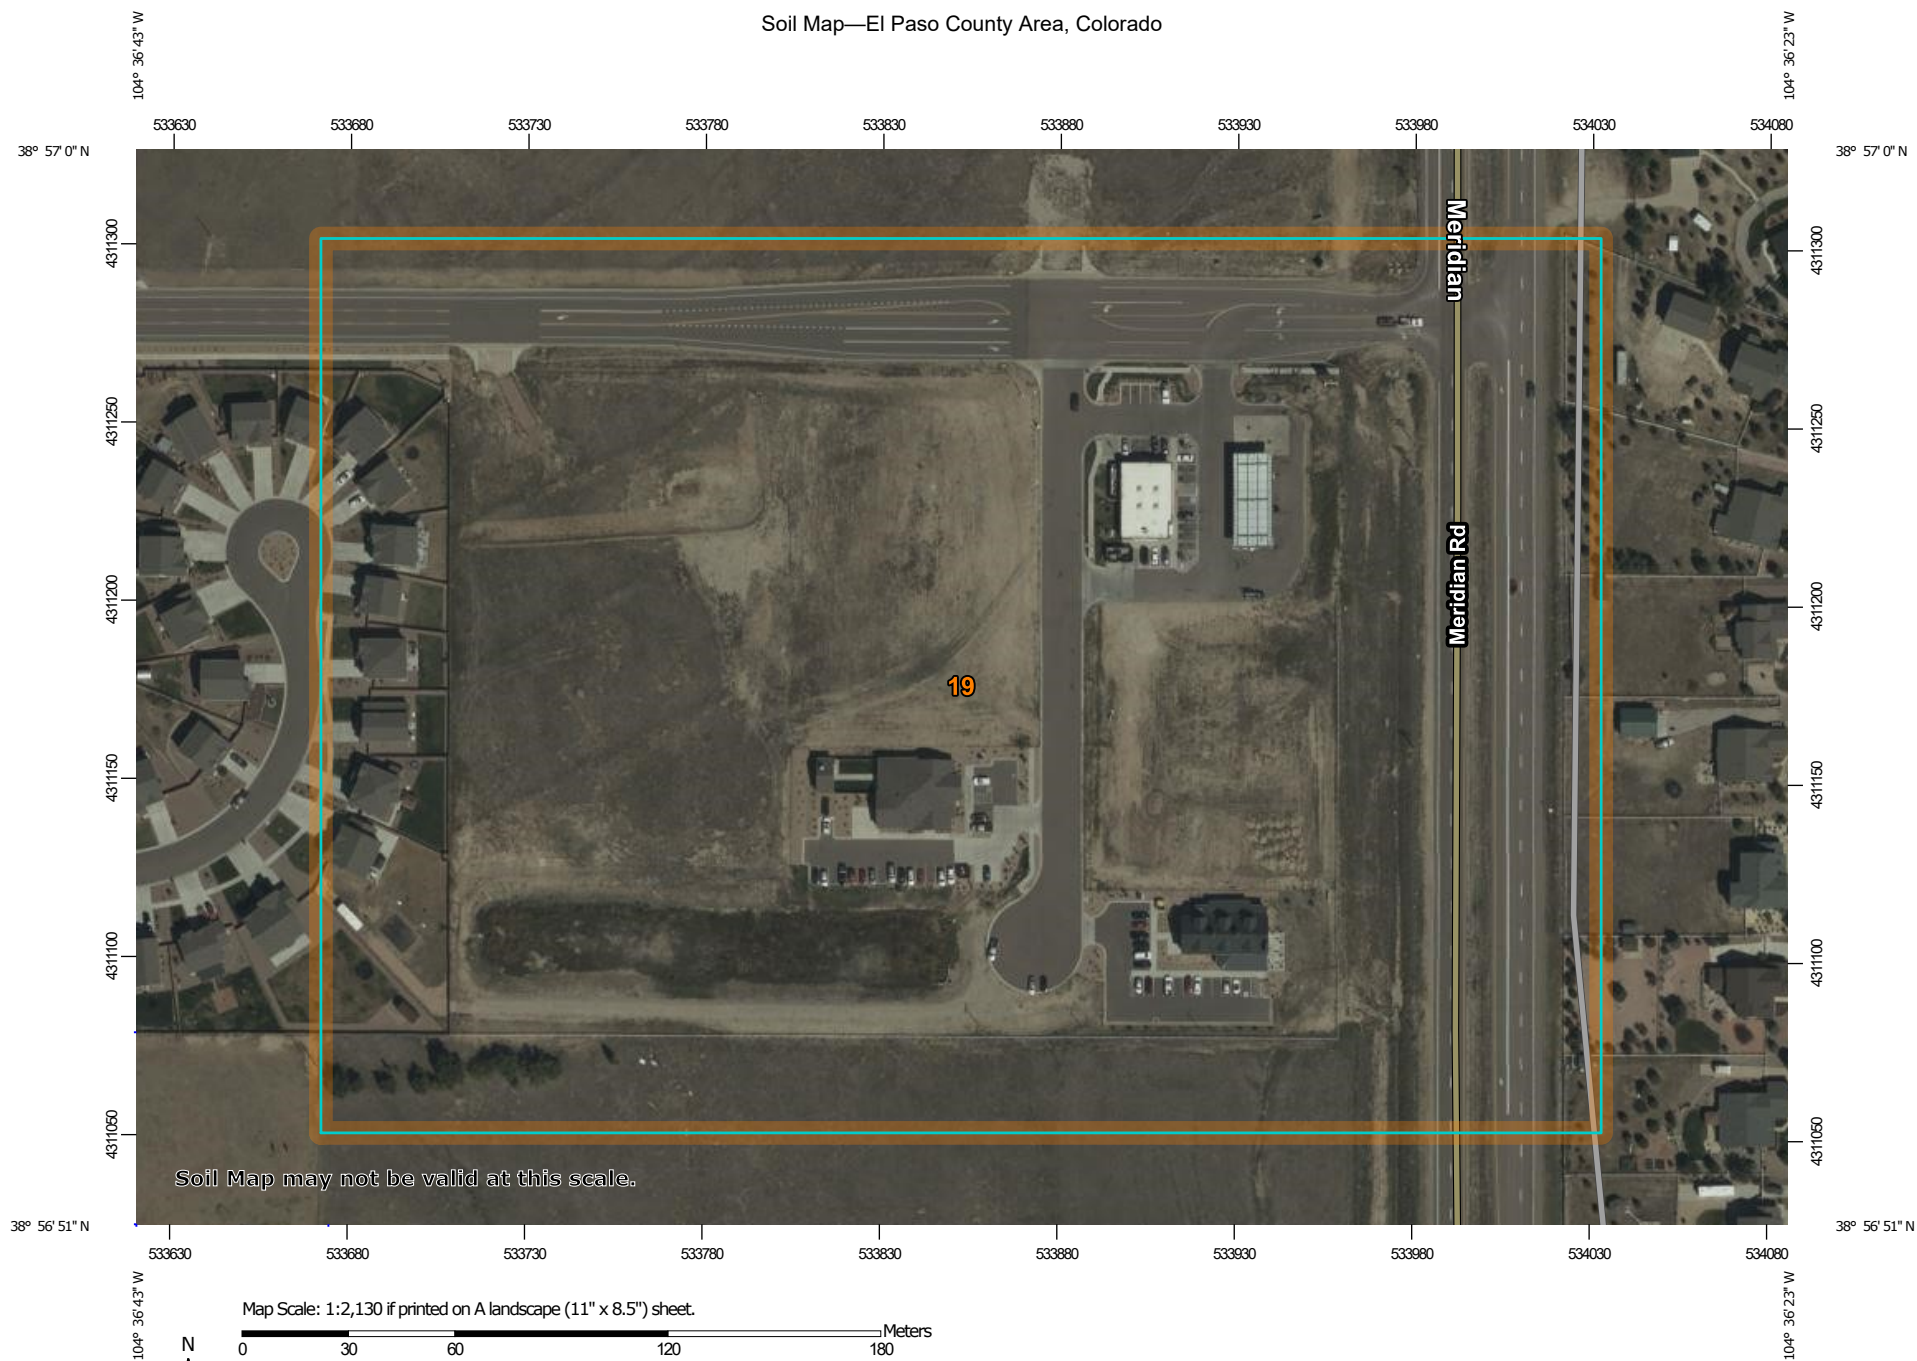 Soil Map—El Paso County Area, Colorado
104° 36' 43" W
104° 36' 23" W
533630 533680 533730 533780 533830 533880 533930 533980 534030 534080
38° 57' 0" N
38° 57' 0" N
4311300
4311300
Meridian
4311250
4311250
4311200
4311200
Meridian Rd
19
4311150
4311150
4311100
4311100
4311050
4311050
Soil Map may not be valid at this scale.
38° 56' 51" N
38° 56' 51" N
533630 533680 533730 533780 533830 533880 533930 533980 534030 534080
104° 36' 43" W
104° 36' 23" W
Map Scale: 1:2,130 if printed on A landscape (11" x 8.5") sheet.
Meters
N
0 30 60 120 180